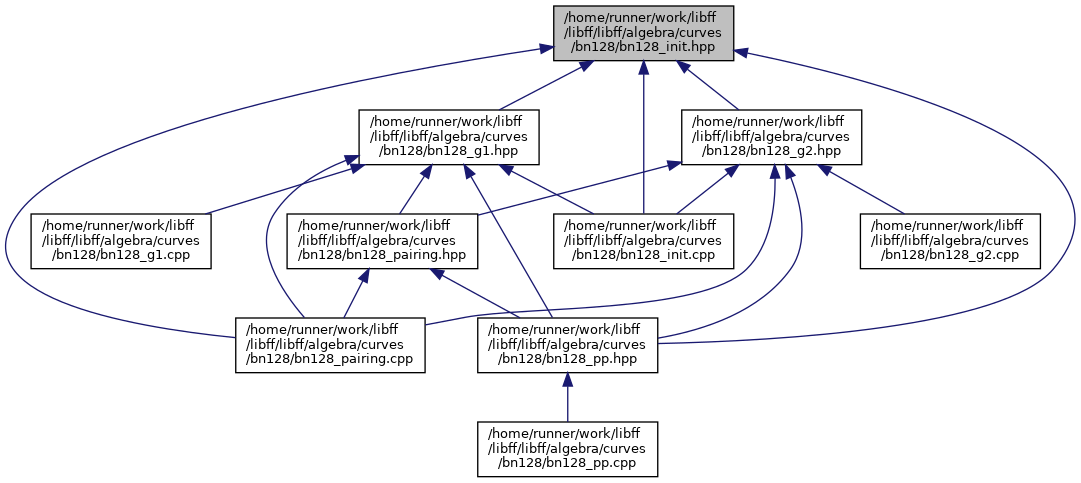 /home/runner/work/libff
/libff/libff/algebra/curves
/bn128/bn128_init.hpp
/home/runner/work/libff
/libff/libff/algebra/curves
/bn128/bn128_g1.hpp
/home/runner/work/libff
/libff/libff/algebra/curves
/bn128/bn128_g2.hpp
/home/runner/work/libff
/libff/libff/algebra/curves
/bn128/bn128_g1.cpp
/home/runner/work/libff
/libff/libff/algebra/curves
/bn128/bn128_pairing.hpp
/home/runner/work/libff
/libff/libff/algebra/curves
/bn128/bn128_init.cpp
/home/runner/work/libff
/libff/libff/algebra/curves
/bn128/bn128_g2.cpp
/home/runner/work/libff
/libff/libff/algebra/curves
/bn128/bn128_pairing.cpp
/home/runner/work/libff
/libff/libff/algebra/curves
/bn128/bn128_pp.hpp
/home/runner/work/libff
/libff/libff/algebra/curves
/bn128/bn128_pp.cpp